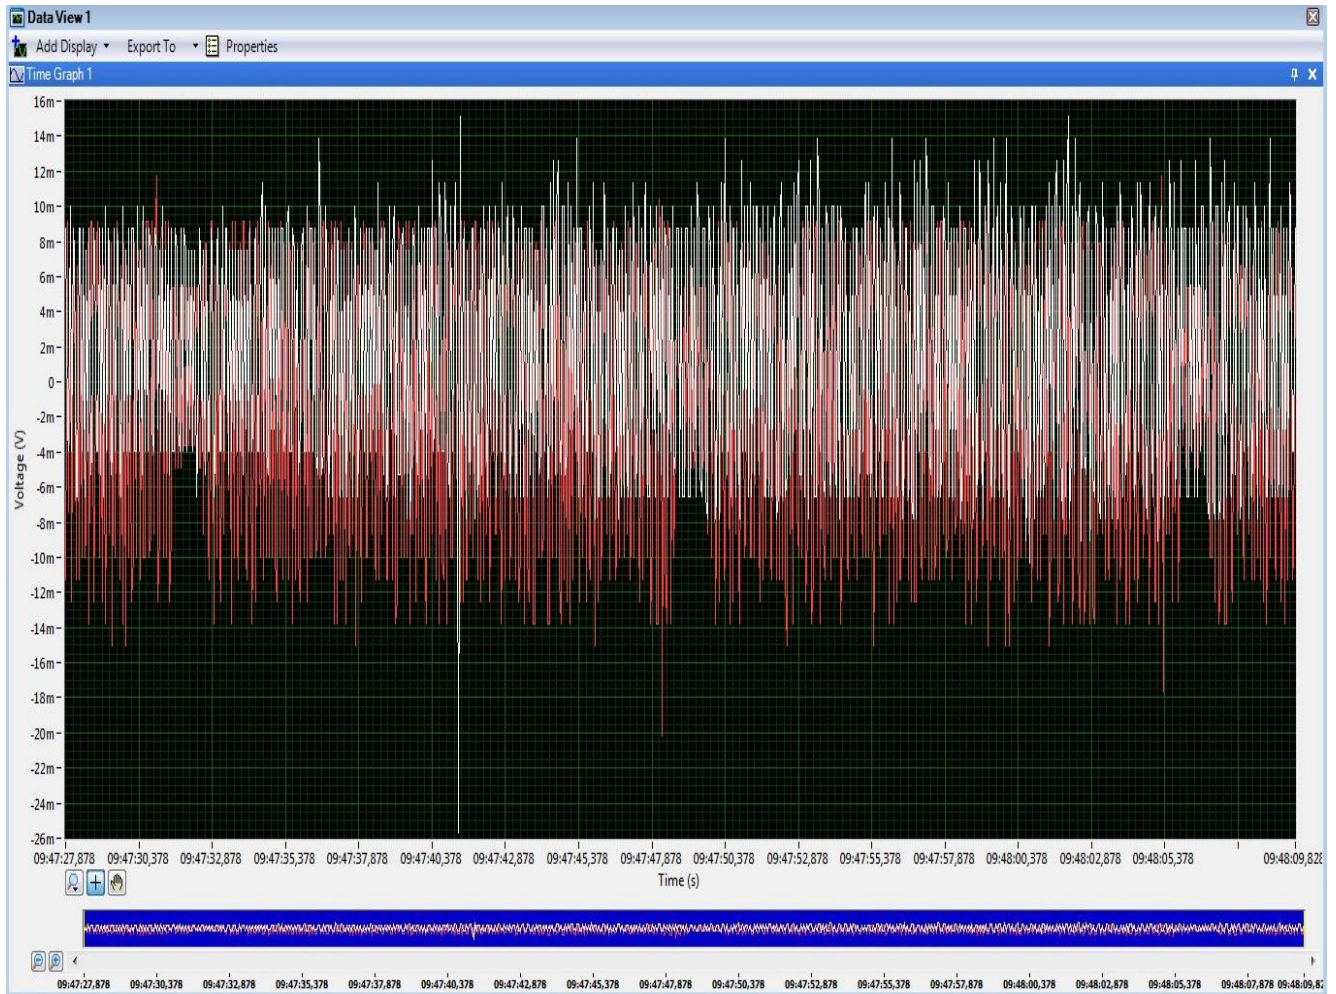 Data View 1
Add Display Export To Properties
Time Graph 1
16m
14m
12m
10m
8m
6m
4m
2m
0
-2m
-4m
-6m
-8m
-10m
-12m
-14m
-16m
-18m
-20m
-22m
-24m
-26m
Voltage (V)
09:47:27,878 09:47:30,378 09:47:32,878 09:47:35,378 09:47:37,878 09:47:40,378 09:47:42,878 09:47:45,378 09:47:47,878 09:47:50,378 09:47:52,878 09:47:55,378 09:47:57,878 09:48:00,378 09:48:02,878 09:48:05,378 09:48:09,828
Time (s)
09:47:27,878 09:47:30,378 09:47:32,878 09:47:35,378 09:47:37,878 09:47:40,378 09:47:42,878 09:47:45,378 09:47:47,878 09:47:50,378 09:47:52,878 09:47:55,378 09:47:57,878 09:48:00,378 09:48:02,878 09:48:05,378 09:48:07,878 09:48:09,82